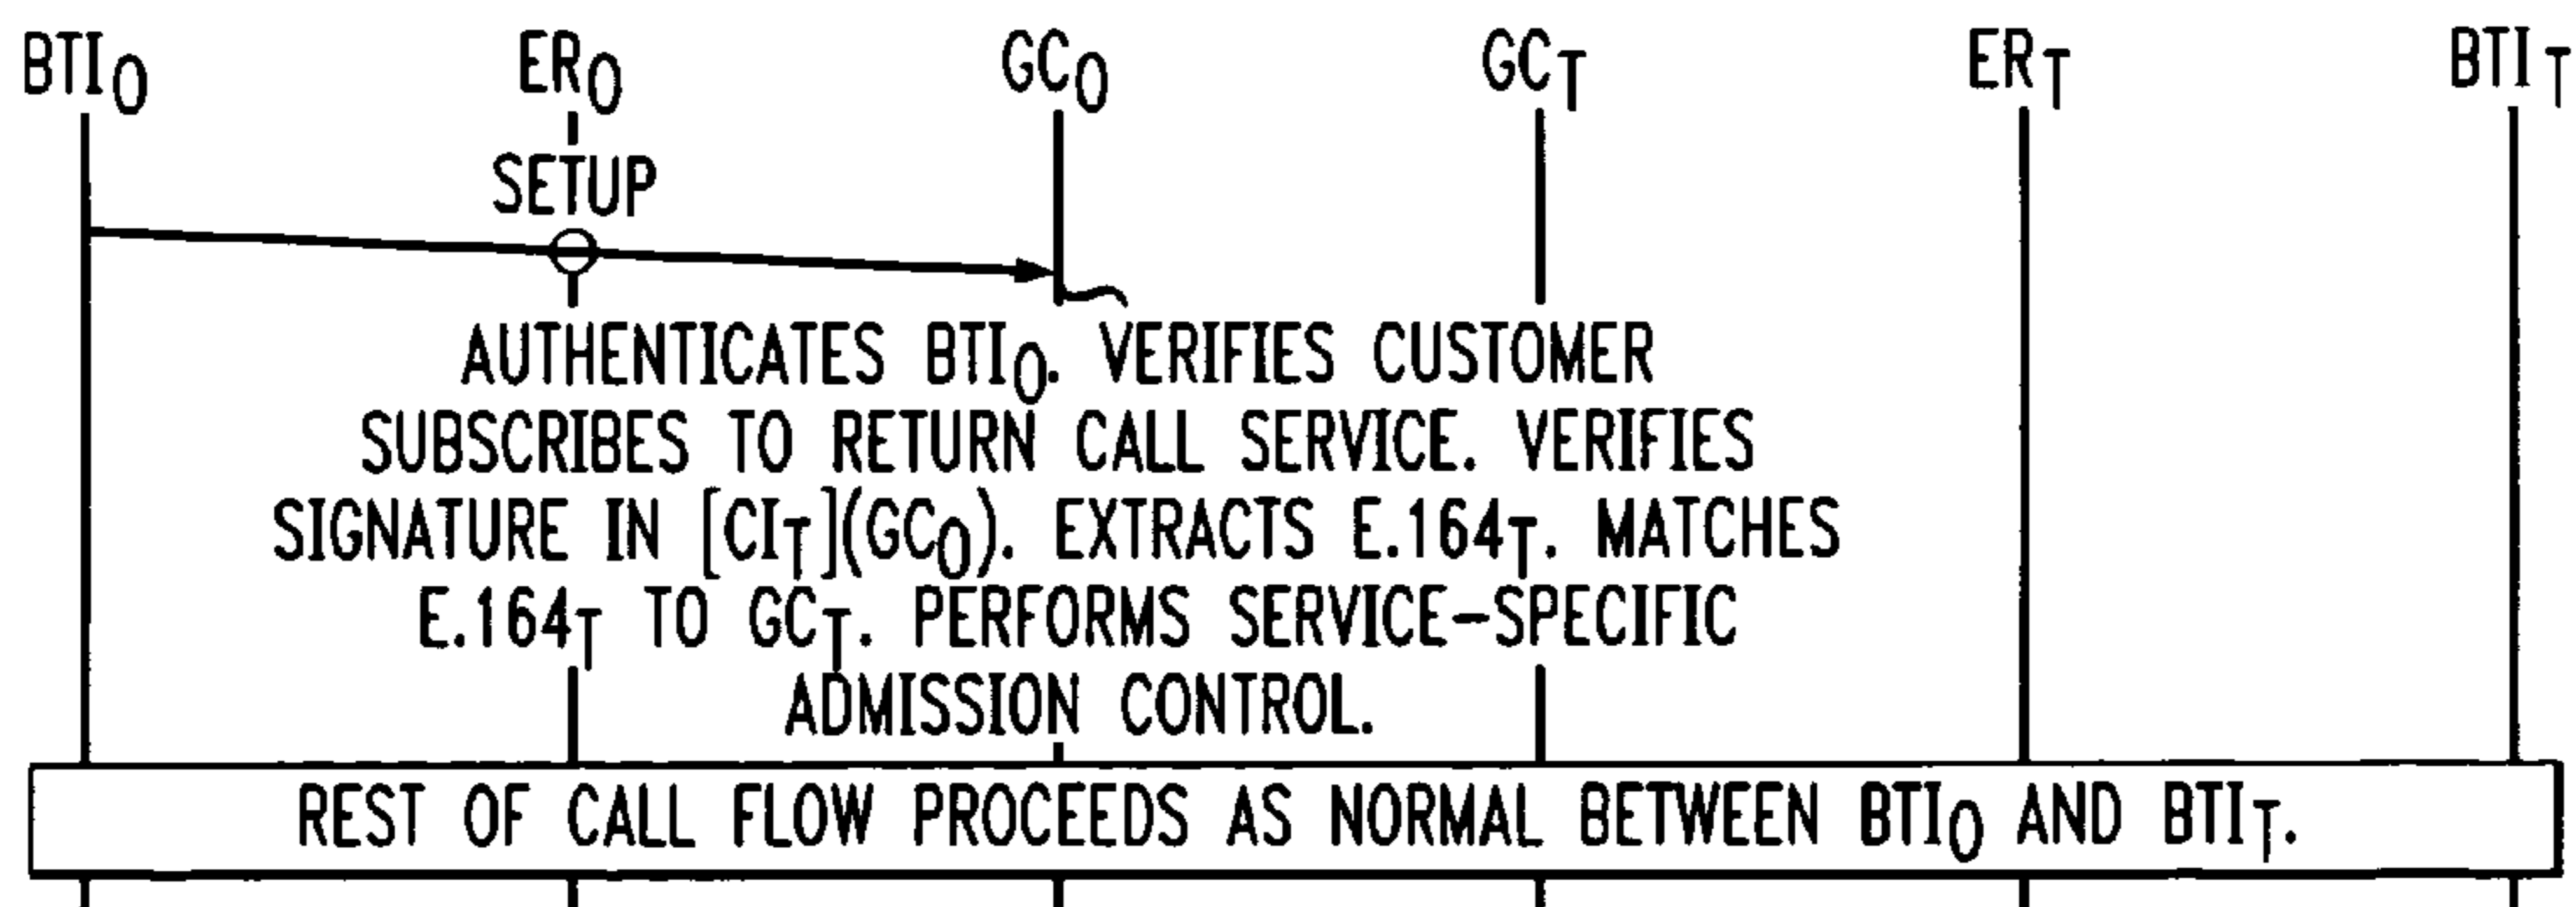 BTIO ERO GCO GCT ERT BTIT
SETUP
AUTHENTICATES BTIO. VERIFIES CUSTOMER
SUBSCRIBES TO RETURN CALL SERVICE. VERIFIES
SIGNATURE IN [CIT](GCO). EXTRACTS E.164T. MATCHES
E.164T TO GCT. PERFORMS SERVICE-SPECIFIC
ADMISSION CONTROL.
REST OF CALL FLOW PROCEEDS AS NORMAL BETWEEN BTIO AND BTIT.